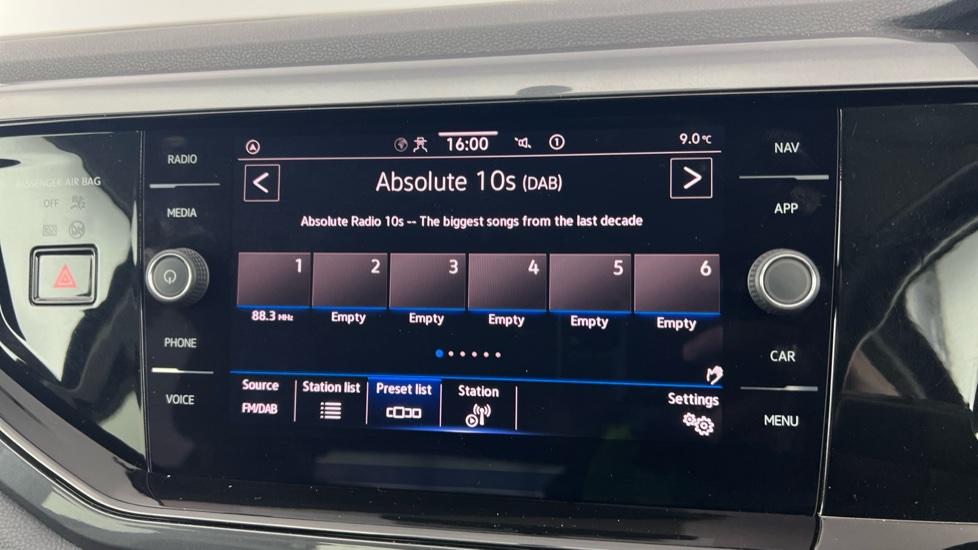 16:00
1
9.0°C
RADIO
NAV
< Absolute 10s (DAB) >
PASSENGER AIR BAG
OFF
MEDIA
APP
Absolute Radio 10s -- The biggest songs from the last decade
1 2 3 4 5 6
88.3 MHz Empty Empty Empty Empty Empty
PHONE
CAR
VOICE
MENU
Source Station list Preset list Station Settings
FM/DAB